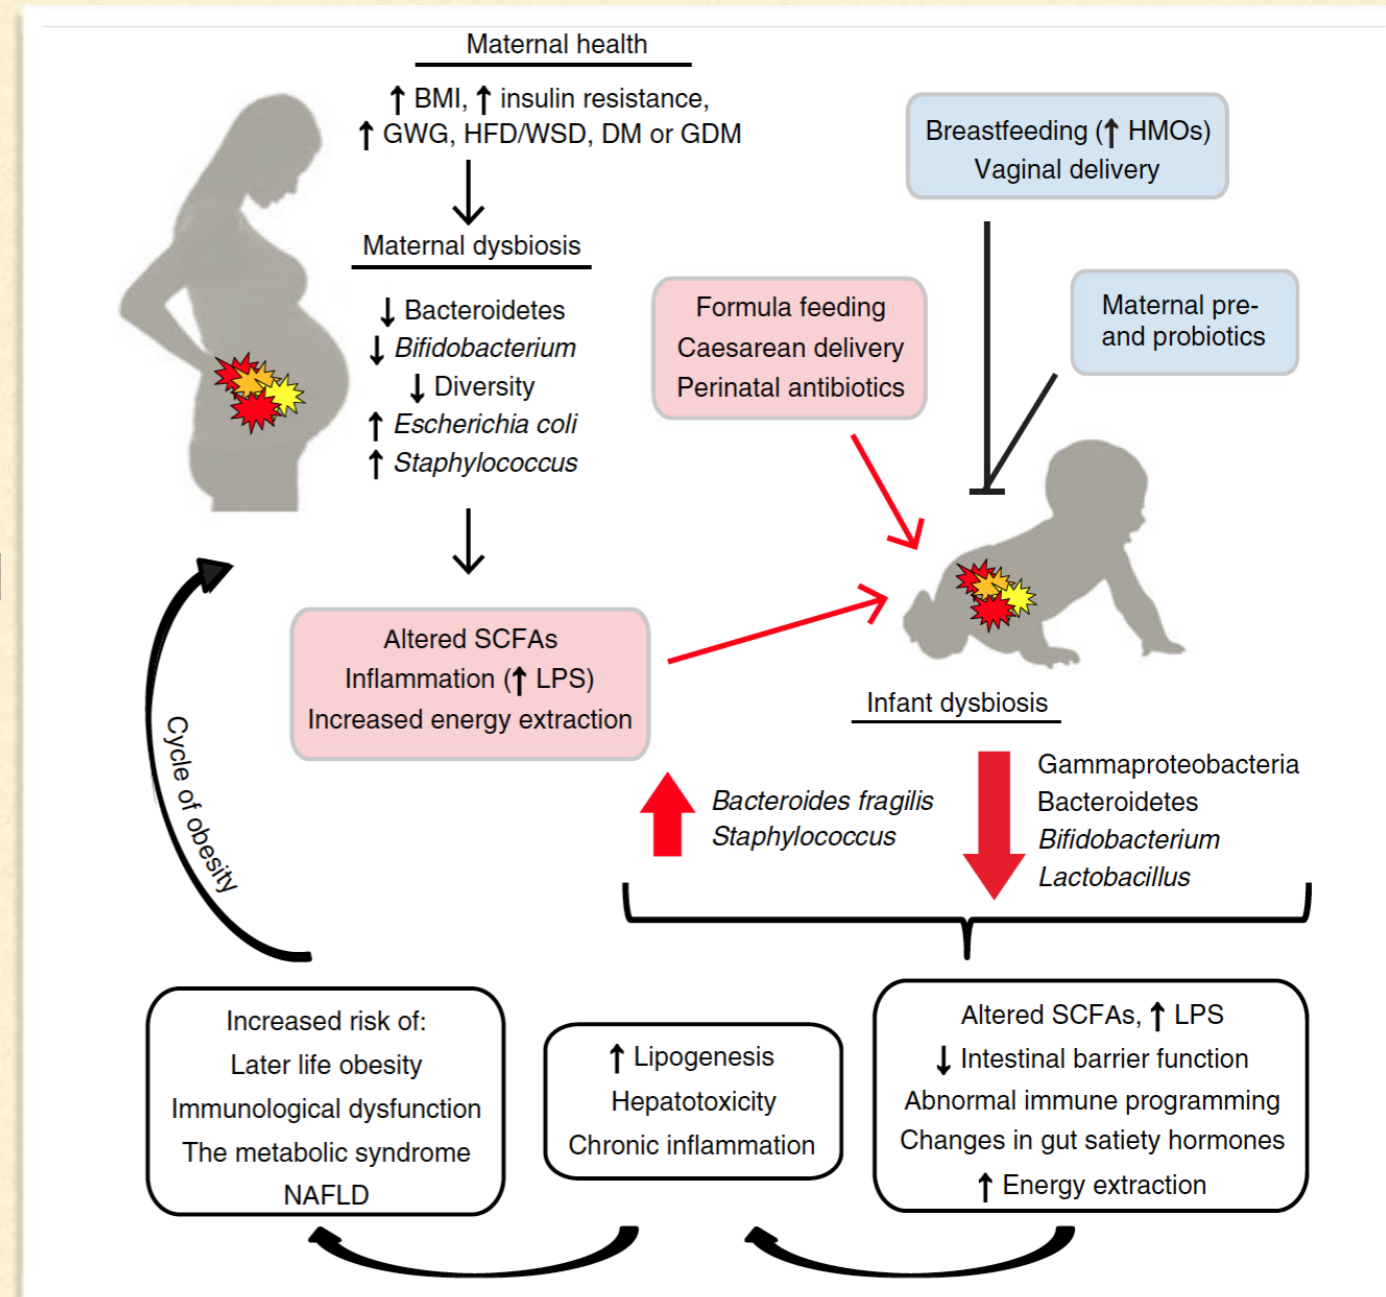 Maternal health
↑ BMI, ↑ insulin resistance,
↑ GWG, HFD/WSD, DM or GDM
Maternal dysbiosis
↓ Bacteroidetes
↓ Bifidobacterium
↓ Diversity
↑ Escherichia coli
↑ Staphylococcus
Breastfeeding (↑ HMOs)
Vaginal delivery
Maternal pre-
and probiotics
Formula feeding
Caesarean delivery
Perinatal antibiotics
Altered SCFAs
Inflammation (↑ LPS)
Increased energy extraction
Infant dysbiosis
Bacteroides fragilis
Staphylococcus
Gammaproteobacteria
Bacteroidetes
Bifidobacterium
Lactobacillus
Altered SCFAs, ↑ LPS
↓ Intestinal barrier function
Abnormal immune programming
Changes in gut satiety hormones
↑ Energy extraction
↑ Lipogenesis
Hepatotoxicity
Chronic inflammation
Increased risk of:
Later life obesity
Immunological dysfunction
The metabolic syndrome
NAFLD
Cycle of obesity